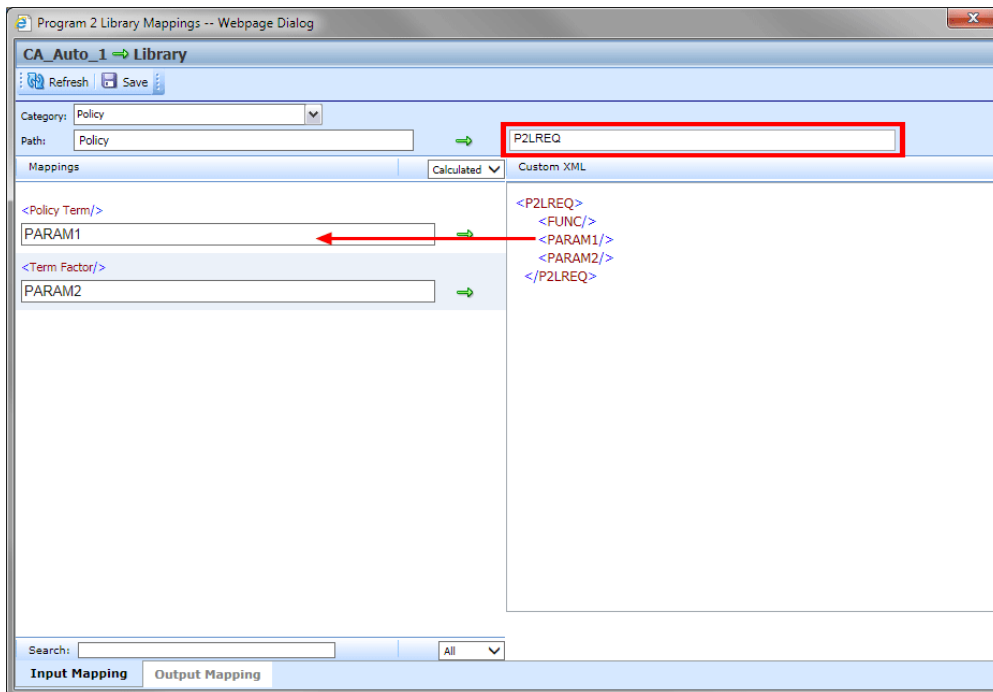 Program 2 Library Mappings -- Webpage Dialog
CA_Auto_1 ⇒ Library
Refresh Save
Category: Policy
Path: Policy
P2LREQ
Mappings
Calculated
Custom XML
<Policy Term/>
PARAM1
<Term Factor/>
PARAM2
<P2LREQ>
<FUNC/>
<PARAM1/>
<PARAM2/>
</P2LREQ>
Search:
All
Input Mapping
Output Mapping